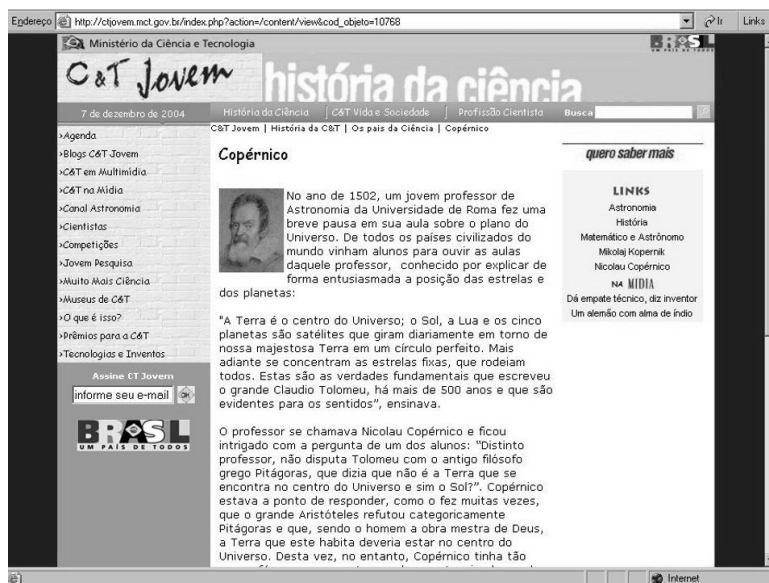 Endereço http://ctjovem.mct.gov.br/index.php?action=/content/view&cod_objeto=10768 Ir Links
Ministério da Ciência e Tecnologia
BRASIL
UM PAÍS DE TODOS
C&T Jovem
história da ciência
7 de dezembro de 2004
História da Ciência | C&T Vida e Sociedade | Profissão Cientista Busca
C&T Jovem | História da C&T | Os pais da Ciência | Copérnico
›Agenda
›Blogs C&T Jovem
›C&T em Multimídia
›C&T na Mídia
›Canal Astronomia
›Cientistas
›Competições
›Jovem Pesquisa
›Muito Mais Ciência
›Museus de C&T
›O que é isso?
›Prêmios para a C&T
›Tecnologias e Inventos
Assine CT Jovem
informe seu e-mail OK
BRASIL
UM PAÍS DE TODOS
Copérnico
No ano de 1502, um jovem professor de
Astronomia da Universidade de Roma fez uma
breve pausa em sua aula sobre o plano do
Universo. De todos os países civilizados do
mundo vinham alunos para ouvir as aulas
daquele professor, conhecido por explicar de
forma entusiasmada a posição das estrelas e
dos planetas:
"A Terra é o centro do Universo; o Sol, a Lua e os cinco
planetas são satélites que giram diariamente em torno de
nossa majestosa Terra em um círculo perfeito. Mais
adiante se concentram as estrelas fixas, que rodeiam
todos. Estas são as verdades fundamentais que escreveu
o grande Claudio Tolomeu, há mais de 500 anos e que são
evidentes para os sentidos”, ensinava.
O professor se chamava Nicolau Copérnico e ficou
intrigado com a pergunta de um dos alunos: “Distinto
professor, não disputa Tolomeu com o antigo filósofo
grego Pitágoras, que dizia que não é a Terra que se
encontra no centro do Universo e sim o Sol?”. Copérnico
estava a ponto de responder, como o fez muitas vezes,
que o grande Aristóteles refutou categoricamente
Pitágoras e que, sendo o homem a obra mestra de Deus,
a Terra que este habita deveria estar no centro do
Universo. Desta vez, no entanto, Copérnico tinha tão
quero saber mais
LINKS
Astronomia
História
Matemático e Astrônomo
Mikolaj Kopernik
Nicolau Copérnico
NA MIDIA
Dá empate técnico, diz inventor
Um alemão com alma de índio
Internet